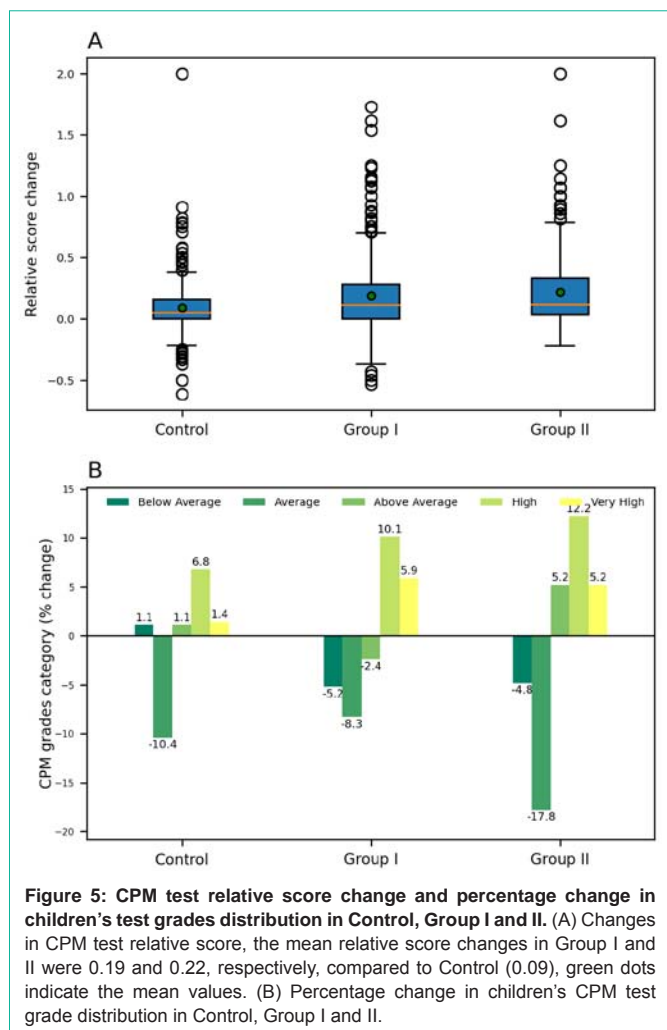 A
2.0
1.5
1.0
0.5
0.0
−0.5
Relative score change
Control Group I Group II
B
Below Average Average Above Average High Very High
15
10
5
0
−5
−10
−15
−20
CPM grades category (% change)
1.1 -10.4 1.1 6.8 1.4
-5.2 -8.3 -2.4 10.1 5.9
-4.8 -17.8 5.2 12.2 5.2
Control Group I Group II
Figure 5: CPM test relative score change and percentage change in
children's test grades distribution in Control, Group I and II. (A) Changes
in CPM test relative score, the mean relative score changes in Group I and
II were 0.19 and 0.22, respectively, compared to Control (0.09), green dots
indicate the mean values. (B) Percentage change in children's CPM test
grade distribution in Control, Group I and II.